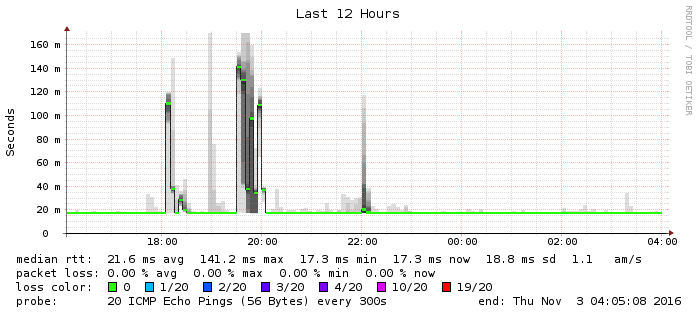 Last 12 Hours
RRDTOOL / TOBI OETIKER
Seconds
160 m
140 m
120 m
100 m
80 m
60 m
40 m
20 m
0
18:00 20:00 22:00 00:00 02:00 04:00
median rtt: 21.6 ms avg 141.2 ms max 17.3 ms min 17.3 ms now 18.8 ms sd 1.1 am/s
packet loss: 0.00 % avg 0.00 % max 0.00 % min 0.00 % now
loss color: 0 1/20 2/20 3/20 4/20 10/20 19/20
probe: 20 ICMP Echo Pings (56 Bytes) every 300s end: Thu Nov 3 04:05:08 2016